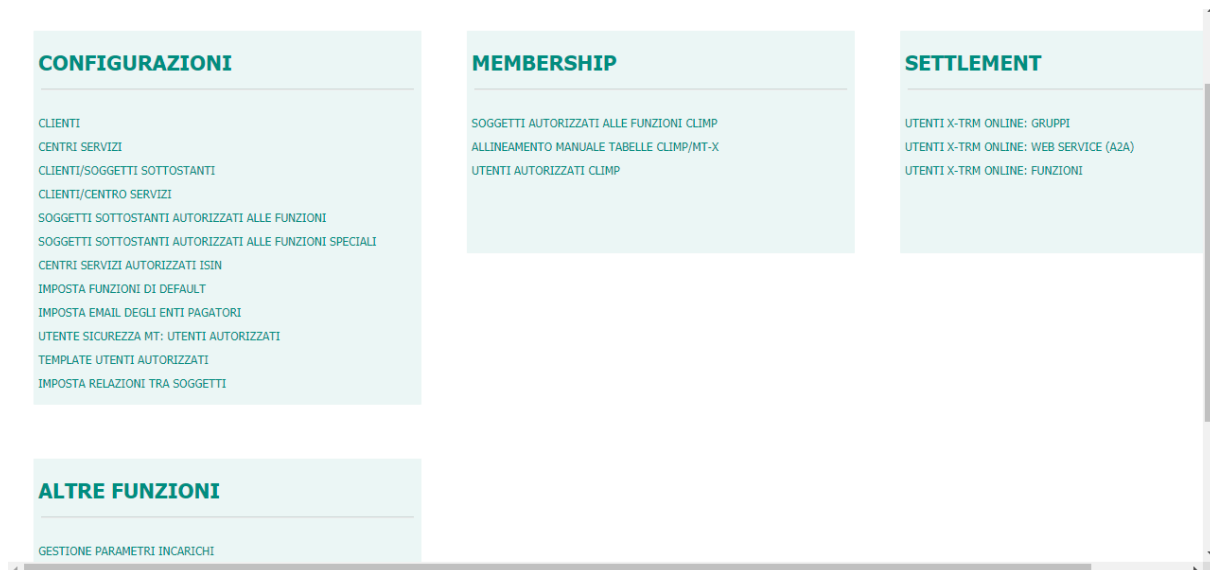 CONFIGURAZIONI
CLIENTI
CENTRI SERVIZI
CLIENTI/SOGGETTI SOTTOSTANTI
CLIENTI/CENTRO SERVIZI
SOGGETTI SOTTOSTANTI AUTORIZZATI ALLE FUNZIONI
SOGGETTI SOTTOSTANTI AUTORIZZATI ALLE FUNZIONI SPECIALI
CENTRI SERVIZI AUTORIZZATI ISIN
IMPOSTA FUNZIONI DI DEFAULT
IMPOSTA EMAIL DEGLI ENTI PAGATORI
UTENTE SICUREZZA MT: UTENTI AUTORIZZATI
TEMPLATE UTENTI AUTORIZZATI
IMPOSTA RELAZIONI TRA SOGGETTI
MEMBERSHIP
SOGGETTI AUTORIZZATI ALLE FUNZIONI CLIMP
ALLINEAMENTO MANUALE TABELLE CLIMP/MT-X
UTENTI AUTORIZZATI CLIMP
SETTLEMENT
UTENTI X-TRM ONLINE: GRUPPI
UTENTI X-TRM ONLINE: WEB SERVICE (A2A)
UTENTI X-TRM ONLINE: FUNZIONI
ALTRE FUNZIONI
GESTIONE PARAMETRI INCARICHI